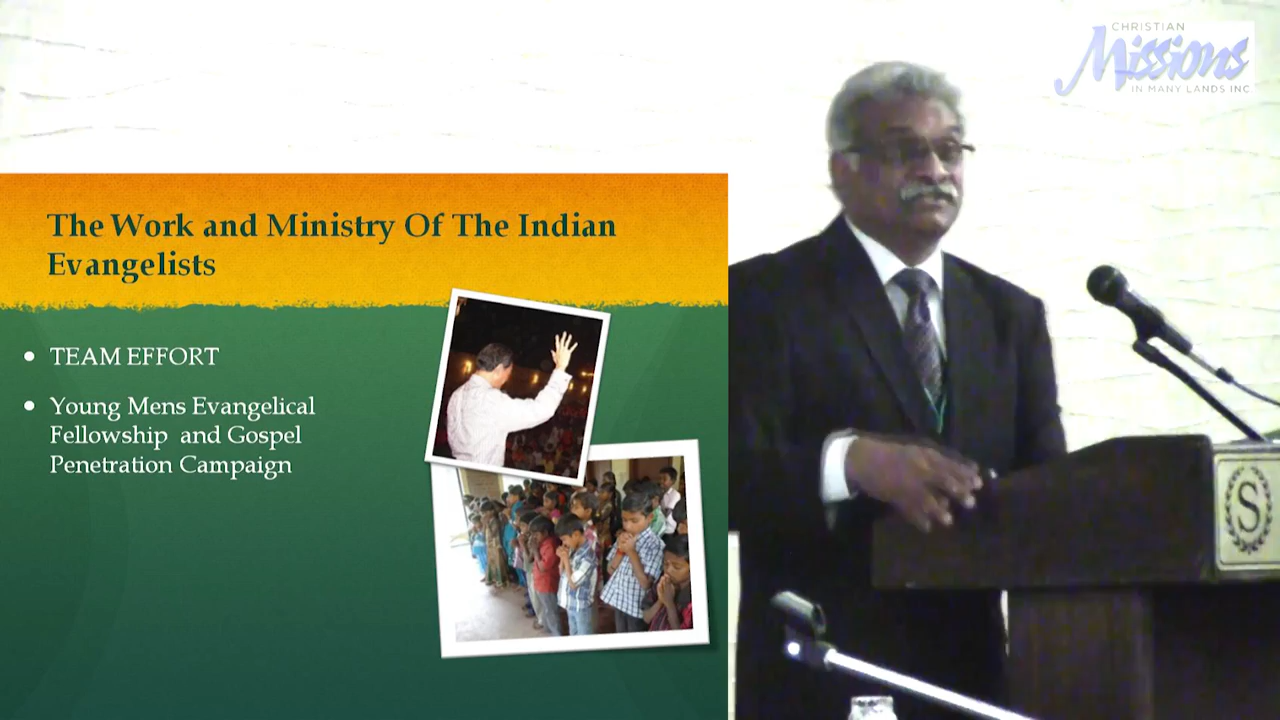 CHRISTIAN
Missions
IN MANY LANDS INC.
The Work and Ministry Of The Indian
Evangelists
• TEAM EFFORT
• Young Mens Evangelical
Fellowship and Gospel
Penetration Campaign
S